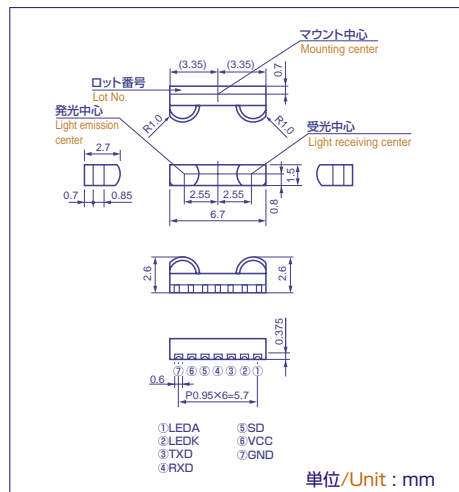 マウント中心
Mounting center
(3.35) (3.35)
0.7
ロット番号
Lot No.
発光中心
Light emission
center
R1.0
R1.0
受光中心
Light receiving center
2.7
0.7 0.85
2.55 2.55
6.7
1.5
0.8
2.6
2.6
0.375
⑦⑥⑤④③②①
0.6
P0.95×6=5.7
①LEDA
②LEDK
③TXD
④RXD
⑤SD
⑥VCC
⑦GND
単位/Unit : mm